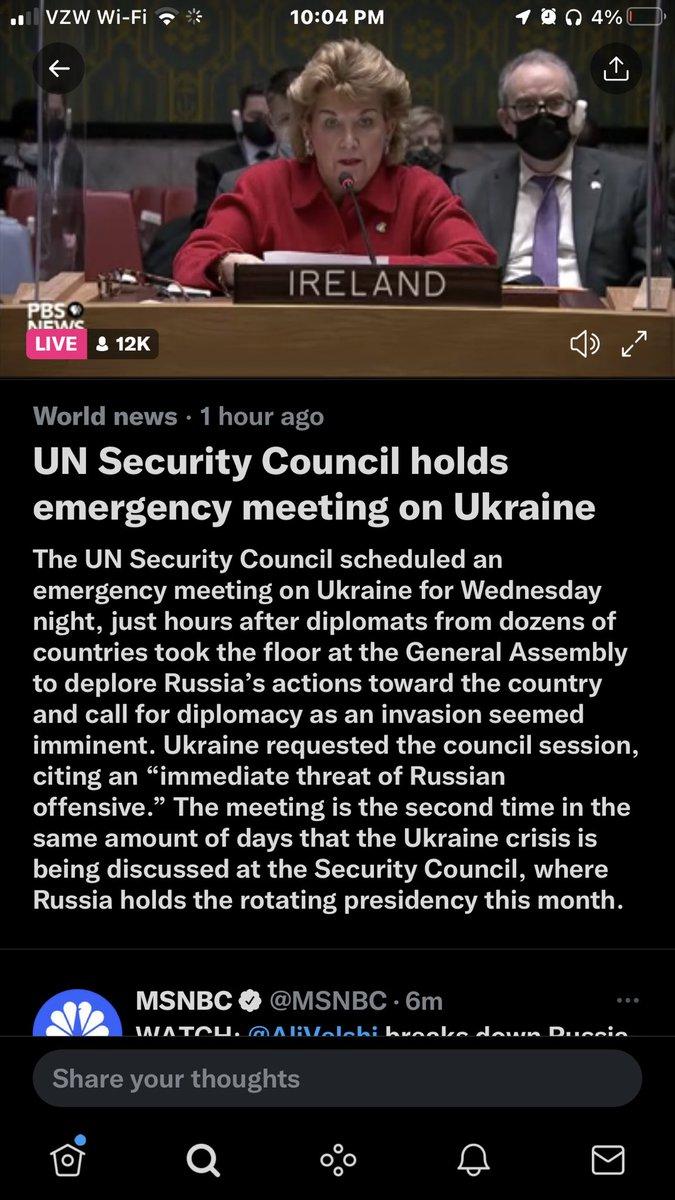 VZW Wi-Fi 10:04 PM 4%
IRELAND
PBS
NEWS
LIVE 12K
World news · 1 hour ago
UN Security Council holds
emergency meeting on Ukraine
The UN Security Council scheduled an
emergency meeting on Ukraine for Wednesday
night, just hours after diplomats from dozens of
countries took the floor at the General Assembly
to deplore Russia’s actions toward the country
and call for diplomacy as an invasion seemed
imminent. Ukraine requested the council session,
citing an “immediate threat of Russian
offensive.” The meeting is the second time in the
same amount of days that the Ukraine crisis is
being discussed at the Security Council, where
Russia holds the rotating presidency this month.
MSNBC @MSNBC · 6m
WATCH: @AliVelshi breaks down Russia
Share your thoughts